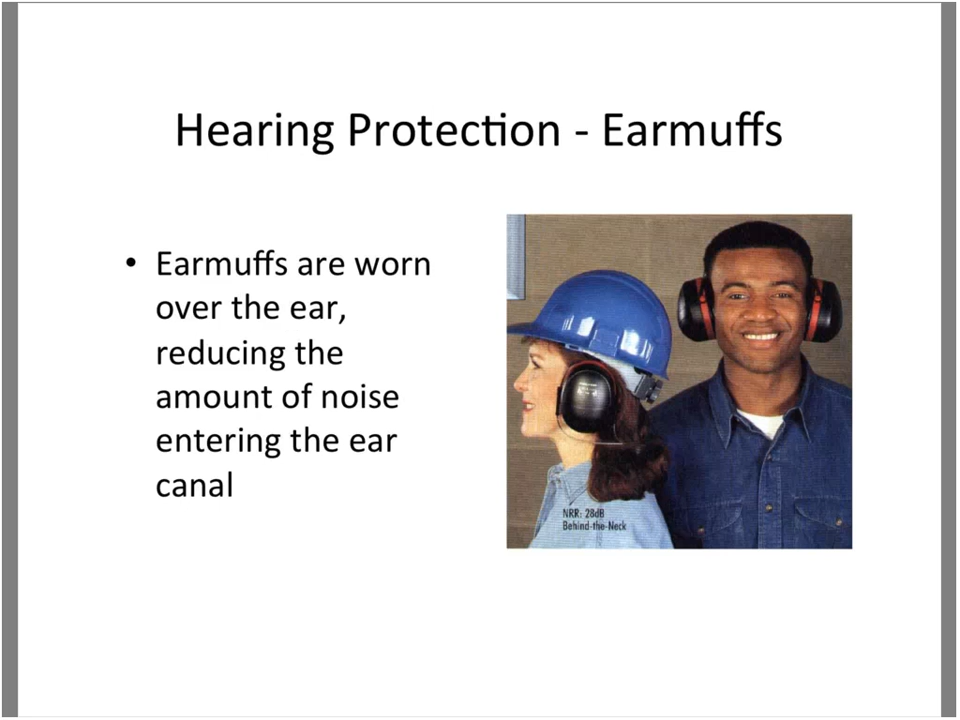 Hearing Protection - Earmuffs
• Earmuffs are worn
over the ear,
reducing the
amount of noise
entering the ear
canal
NRR: 28dB
Behind-the-Neck